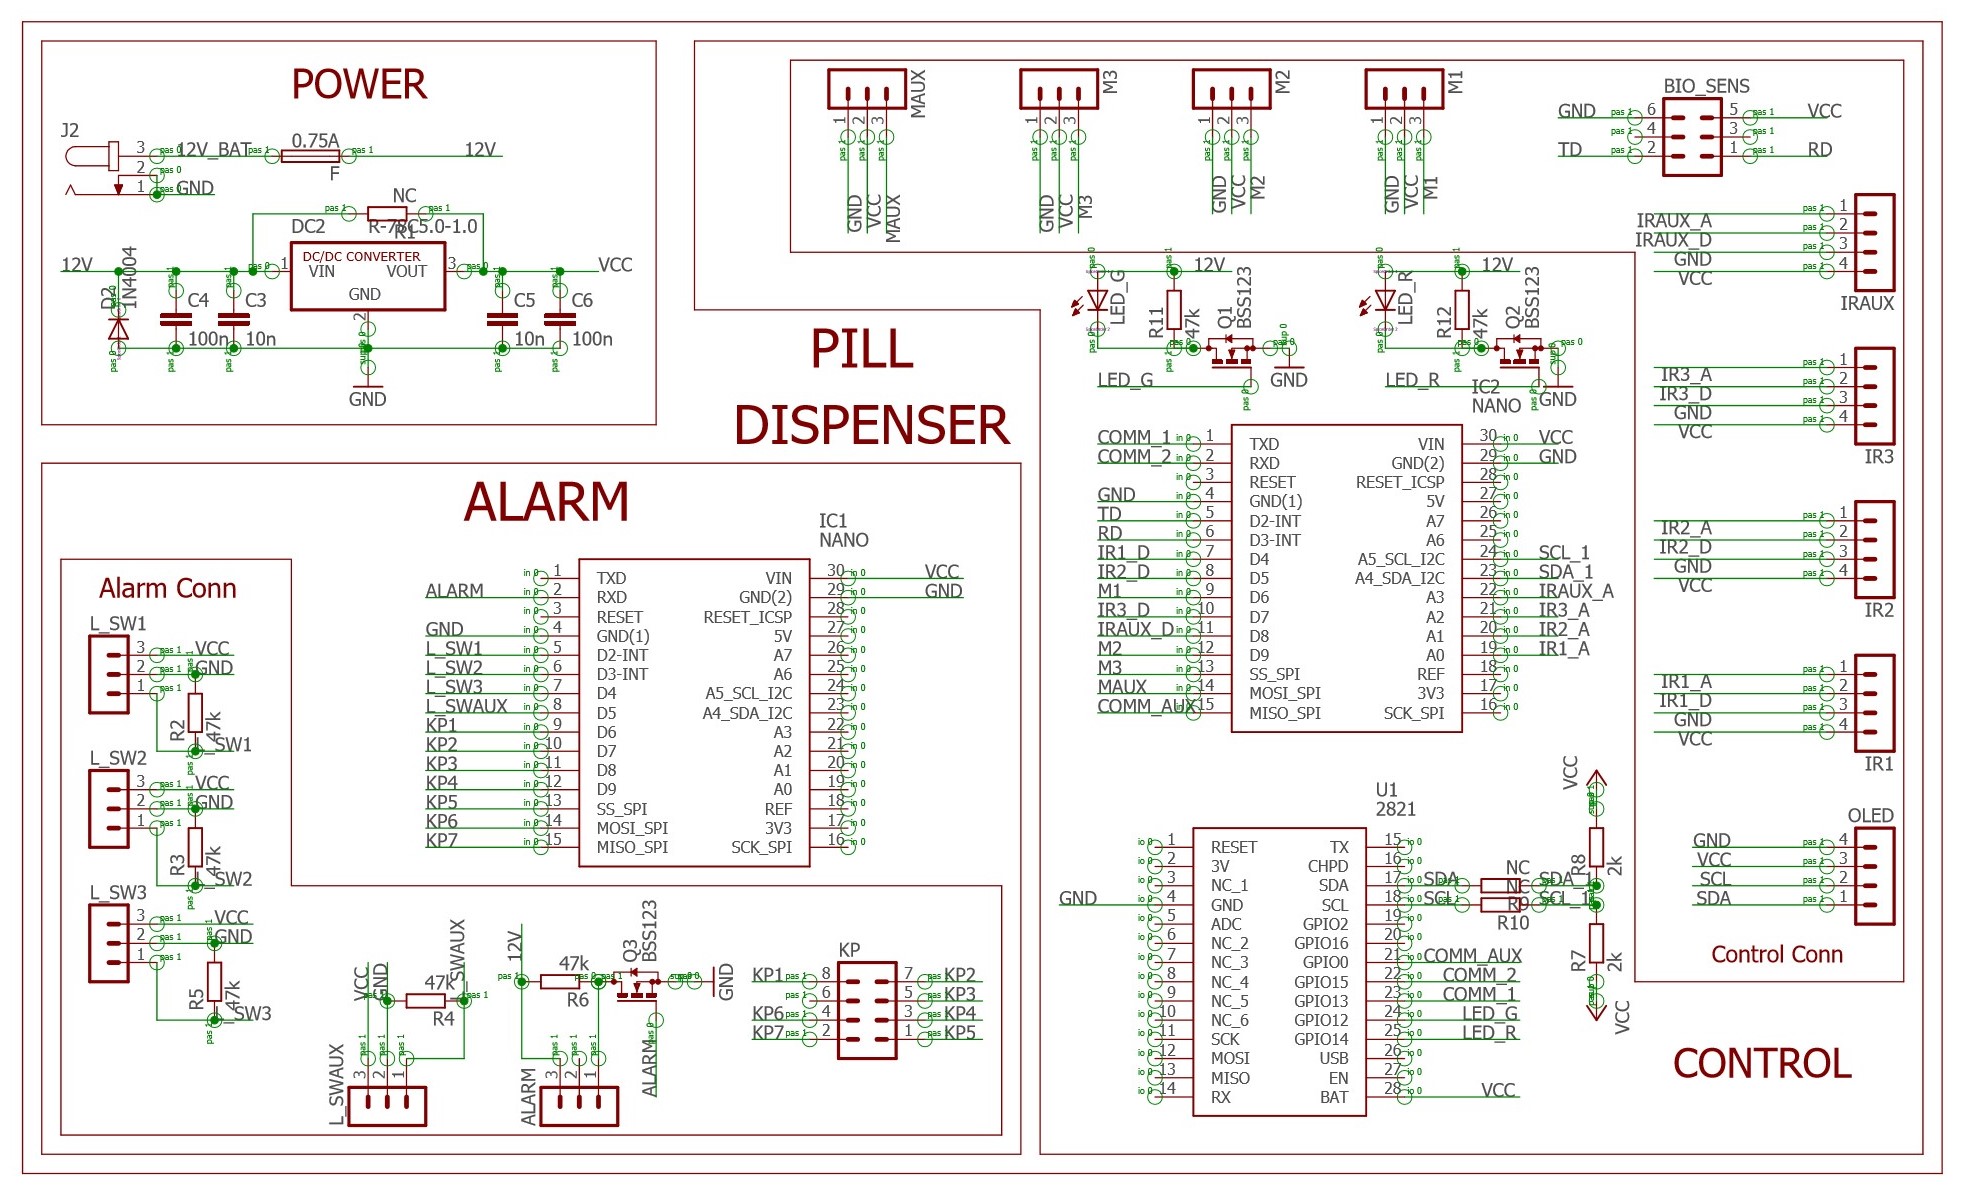 POWER
J2
3
2
1
12V_BAT
GND
0.75A
F
12V
NC
R1
DC2
R-78C5.0-1.0
DC/DC CONVERTER
VIN
VOUT
GND
1
3
2
12V
VCC
D2
1N4004
C4
100n
C3
10n
C5
10n
C6
100n
GND
PILL
DISPENSER
MAUX
1
2
3
GND
VCC
MAUX
M3
1
2
3
GND
VCC
M3
M2
1
2
3
GND
VCC
M2
M1
1
2
3
GND
VCC
M1
BIO_SENS
GND 6 5 VCC
4 3
TD 2 1 RD
IRAUX_A 1
IRAUX_D 2
GND 3
VCC 4
IRAUX
IR3_A 1
IR3_D 2
GND 3
VCC 4
IR3
IR2_A 1
IR2_D 2
GND 3
VCC 4
IR2
IR1_A 1
IR1_D 2
GND 3
VCC 4
IR1
OLED
GND 4
VCC 3
SCL 2
SDA 1
Control Conn
CONTROL
LED_G
12V
R11
47k
Q1
BSS123
LED_G
GND
LED_R
12V
R12
47k
Q2
BSS123
LED_R
GND
IC2
NANO
COMM_1 1 TXD VIN 30 VCC
COMM_2 2 RXD GND(2) 29 GND
3 RESET RESET_ICSP 28
GND 4 GND(1) 5V 27
TD 5 D2-INT A7 26
RD 6 D3-INT A6 25
IR1_D 7 D4 A5_SCL_I2C 24 SCL_1
IR2_D 8 D5 A4_SDA_I2C 23 SDA_1
M1 9 D6 A3 22 IRAUX_A
IR3_D 10 D7 A2 21 IR3_A
IRAUX_D 11 D8 A1 20 IR2_A
M2 12 D9 A0 19 IR1_A
M3 13 SS_SPI REF 18
MAUX 14 MOSI_SPI 3V3 17
COMM_AUX 15 MISO_SPI SCK_SPI 16
U1
2821
1 RESET TX 15
2 3V CHPD 16
3 NC_1 SDA 17 SDA
GND 4 GND SCL 18 SCL
5 ADC GPIO2 19
6 NC_2 GPIO16 20
7 NC_3 GPIO0 21 COMM_AUX
8 NC_4 GPIO15 22 COMM_2
9 NC_5 GPIO13 23 COMM_1
10 NC_6 GPIO12 24 LED_G
11 SCK GPIO14 25 LED_R
12 MOSI USB 26
13 MISO EN 27
14 RX BAT 28 VCC
NC
NC
R9
R10
SDA_1
SCL_1
VCC
R8
2k
R7
2k
VCC
ALARM
IC1
NANO
1 TXD VIN 30 VCC
ALARM 2 RXD GND(2) 29 GND
3 RESET RESET_ICSP 28
GND 4 GND(1) 5V 27
L_SW1 5 D2-INT A7 26
L_SW2 6 D3-INT A6 25
L_SW3 7 D4 A5_SCL_I2C 24
L_SWAUX 8 D5 A4_SDA_I2C 23
KP1 9 D6 A3 22
KP2 10 D7 A2 21
KP3 11 D8 A1 20
KP4 12 D9 A0 19
KP5 13 SS_SPI REF 18
KP6 14 MOSI_SPI 3V3 17
KP7 15 MISO_SPI SCK_SPI 16
Alarm Conn
L_SW1
3 VCC
2 GND
1
R2
47k
L_SW1
L_SW2
3 VCC
2 GND
1
R3
47k
L_SW2
L_SW3
3 VCC
2 GND
1
R5
47k
L_SW3
VCC
GND
47k
R4
L_SWAUX
3
2
1
L_SWAUX
12V
47k
R6
Q3
BSS123
GND
ALARM
3
2
1
ALARM
KP
KP1 8 7 KP2
6 5 KP3
KP6 4 3 KP4
KP7 2 1 KP5